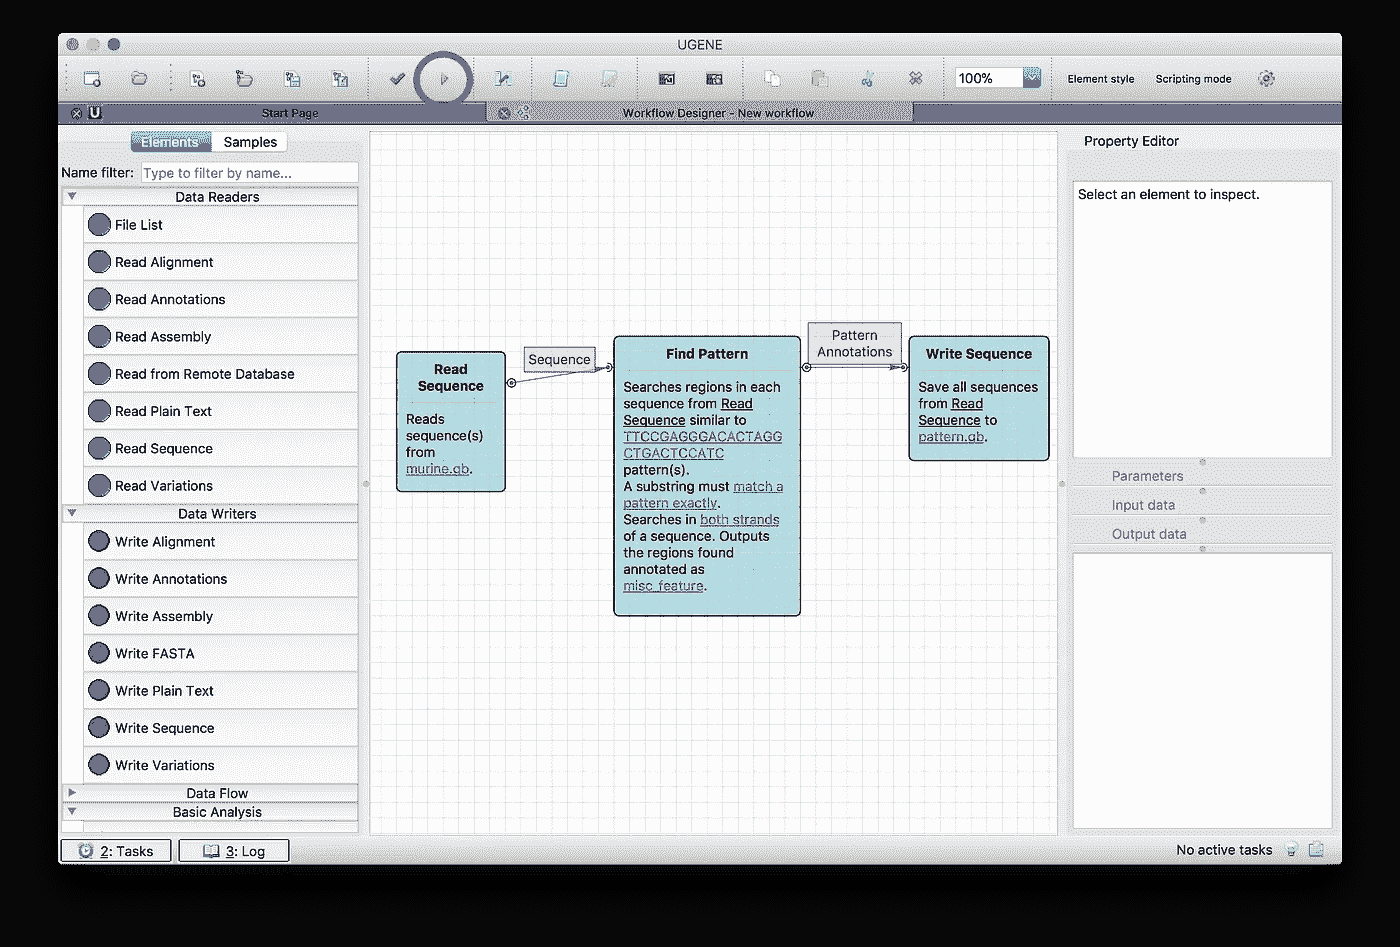 UGENE
100%
Element style
Scripting mode
U
Start Page
Workflow Designer - New workflow
Elements
Samples
Name filter:
Type to filter by name...
Data Readers
File List
Read Alignment
Read Annotations
Read Assembly
Read from Remote Database
Read Plain Text
Read Sequence
Read Variations
Data Writers
Write Alignment
Write Annotations
Write Assembly
Write FASTA
Write Plain Text
Write Sequence
Write Variations
Data Flow
Basic Analysis
Read
Sequence
Reads
sequence(s)
from
murine.gb.
Sequence
Find Pattern
Searches regions in each
sequence from Read
Sequence similar to
TTCCGAGGGACACTAGG
CTGACTCCATC
pattern(s).
A substring must match a
pattern exactly.
Searches in both strands
of a sequence. Outputs
the regions found
annotated as
misc_feature.
Pattern
Annotations
Write Sequence
Save all sequences
from Read
Sequence to
pattern.gb.
Property Editor
Select an element to inspect.
Parameters
Input data
Output data
2: Tasks
3: Log
No active tasks